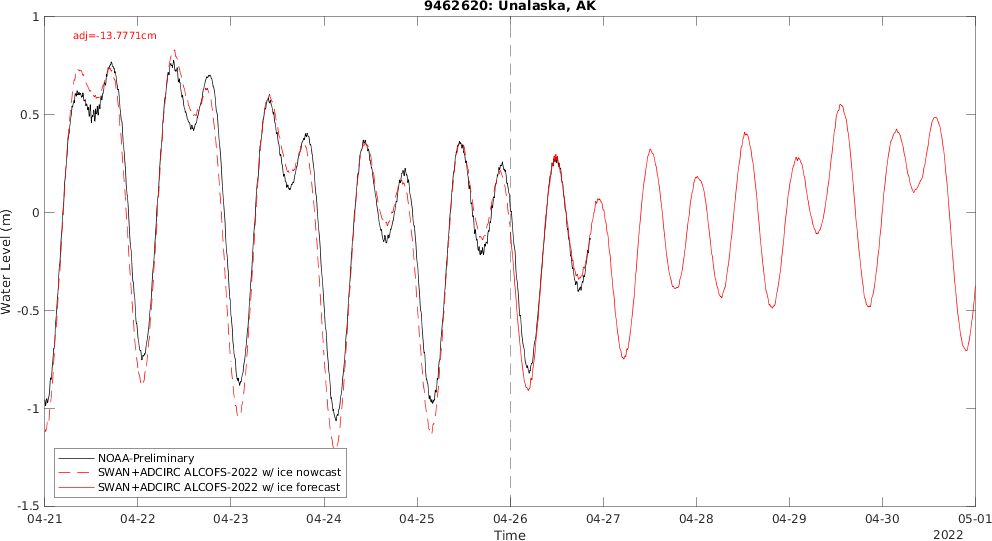 9462620: Unalaska, AK
adj=-13.7771cm
1
0.5
0
-0.5
-1
-1.5
Water Level (m)
NOAA-Preliminary
SWAN+ADCIRC ALCOFS-2022 w/ ice nowcast
SWAN+ADCIRC ALCOFS-2022 w/ ice forecast
04-21 04-22 04-23 04-24 04-25 04-26 04-27 04-28 04-29 04-30 05-01
Time
2022